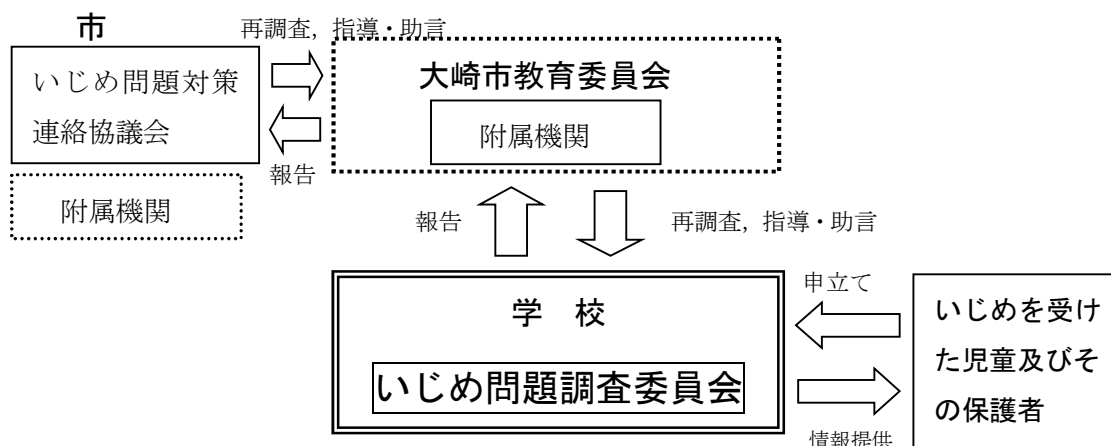 市
再調査，指導・助言
いじめ問題対策
連絡協議会
報告
附属機関
大崎市教育委員会
附属機関
報告
再調査，指導・助言
学　校
いじめ問題調査委員会
申立て
情報提供
いじめを受け
た児童及びそ
の保護者